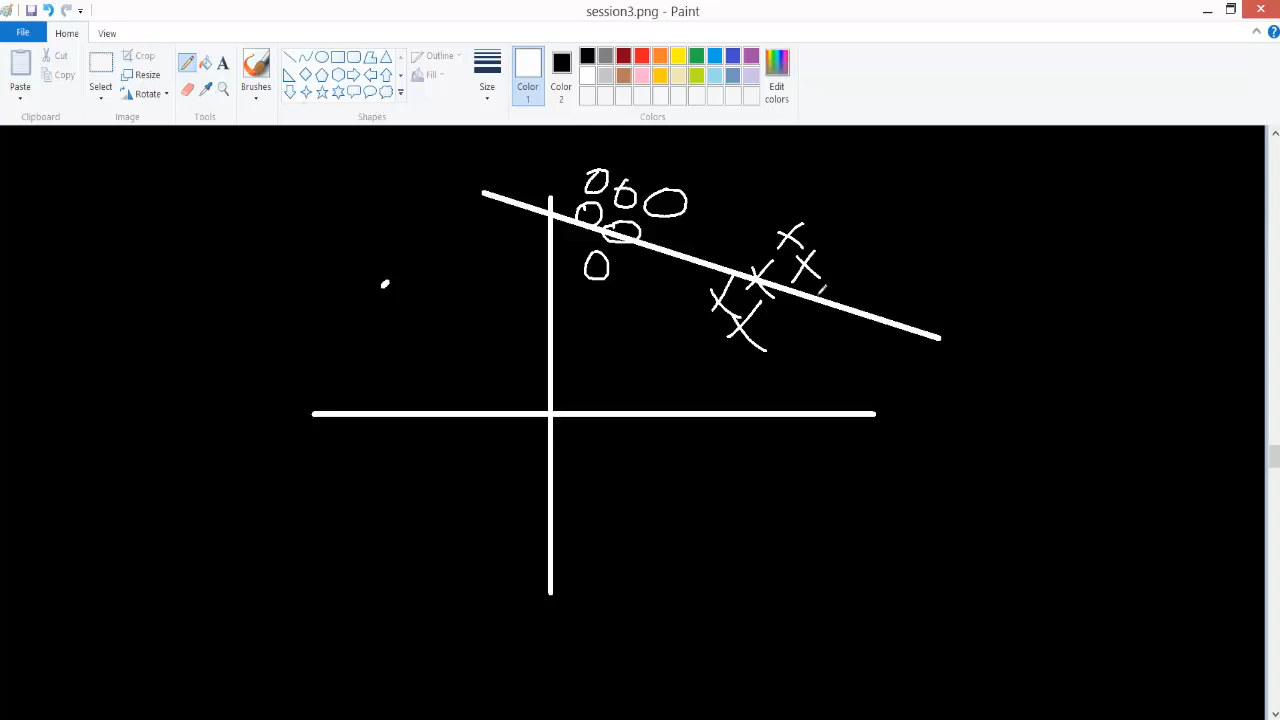 session3.png - Paint
File Home View
Paste Cut Copy Select Crop Resize Rotate A Brushes Outline Fill Size Color 1 Color 2 Edit colors
Clipboard Image Tools Shapes Colors
O O O
O O
O
X
X
X
X
X